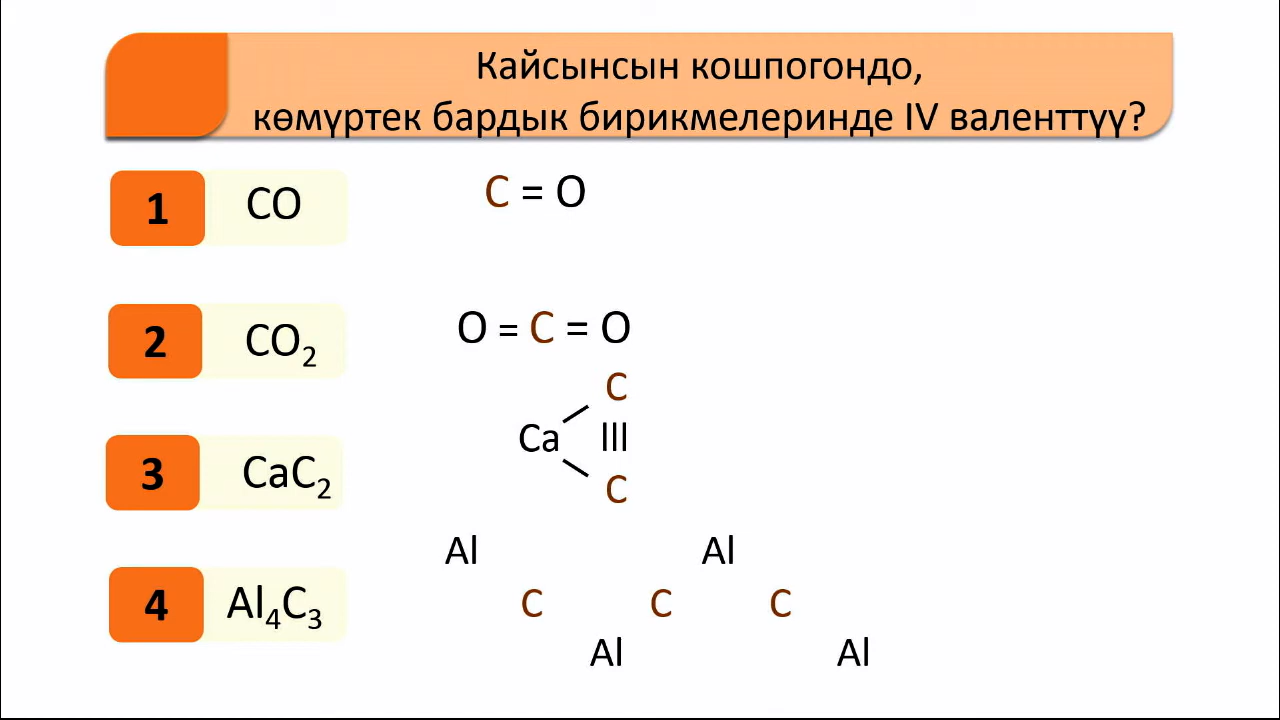 Кайсынсын кошпогондо,
көмүртек бардык бирикмелеринде IV валенттүү?
1 CO C = O
2 CO₂ O = C = O
C
3 CaC₂ Ca III
C
Al Al
4 Al₄C₃ C C C
Al Al